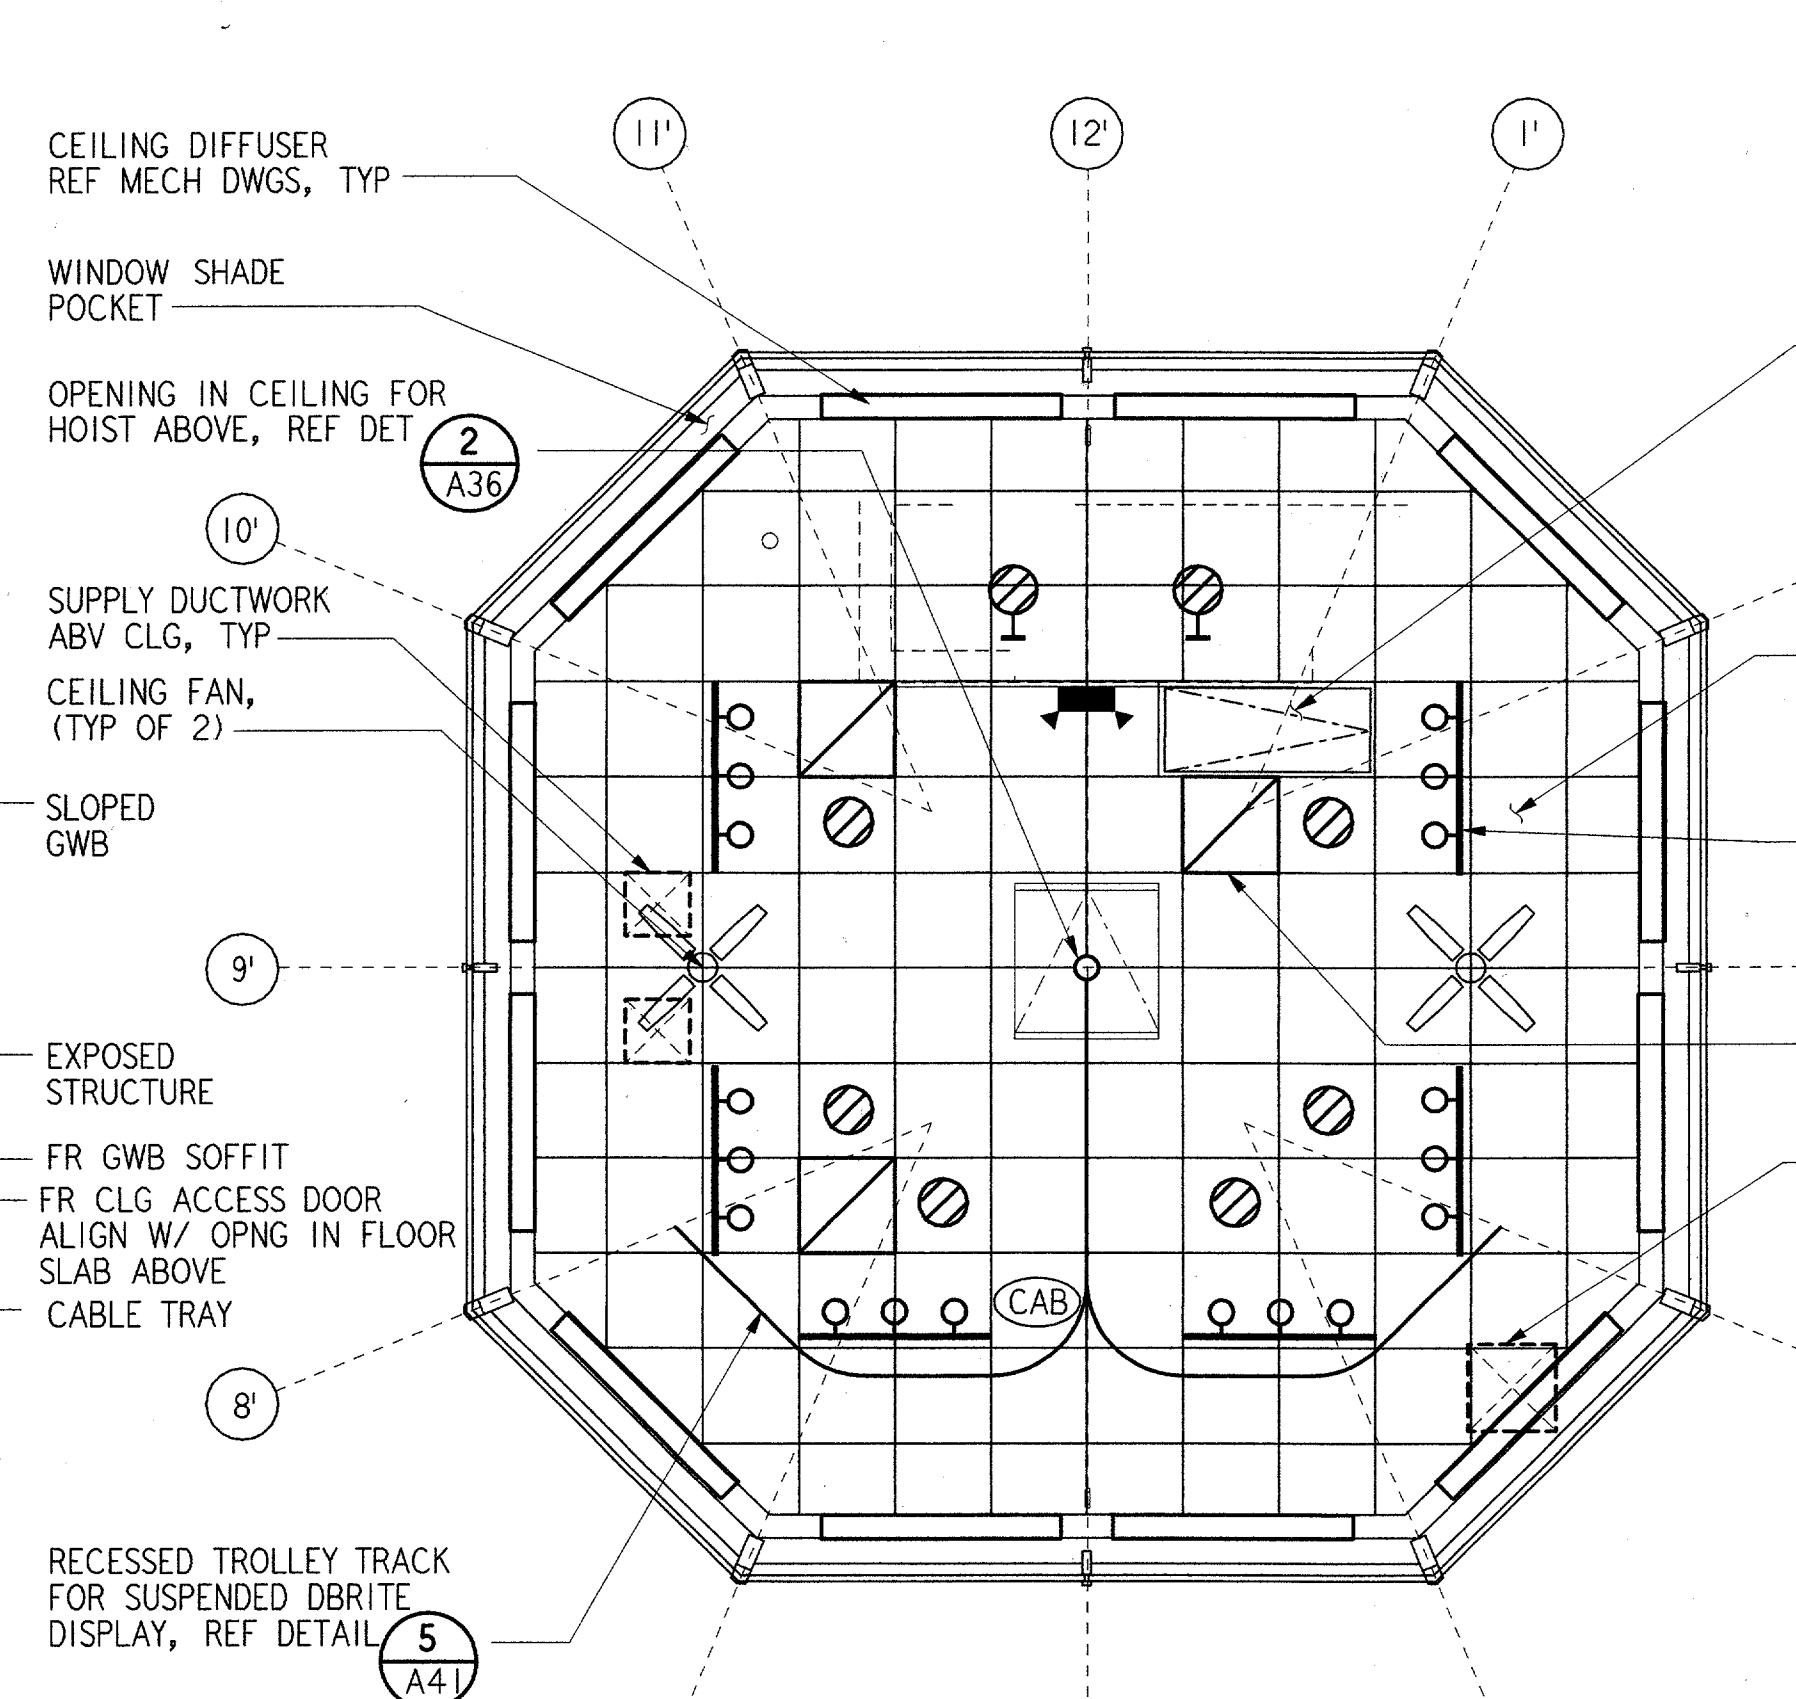 11'
12'
1'
CEILING DIFFUSER
REF MECH DWGS, TYP
WINDOW SHADE
POCKET
OPENING IN CEILING FOR
HOIST ABOVE, REF DET
2
A36
10'
SUPPLY DUCTWORK
ABV CLG, TYP
CEILING FAN,
(TYP OF 2)
SLOPED
GWB
9'
EXPOSED
STRUCTURE
FR GWB SOFFIT
FR CLG ACCESS DOOR
ALIGN W/ OPNG IN FLOOR
SLAB ABOVE
CABLE TRAY
CAB
8'
RECESSED TROLLEY TRACK
FOR SUSPENDED DBRITE
DISPLAY, REF DETAIL
5
A41